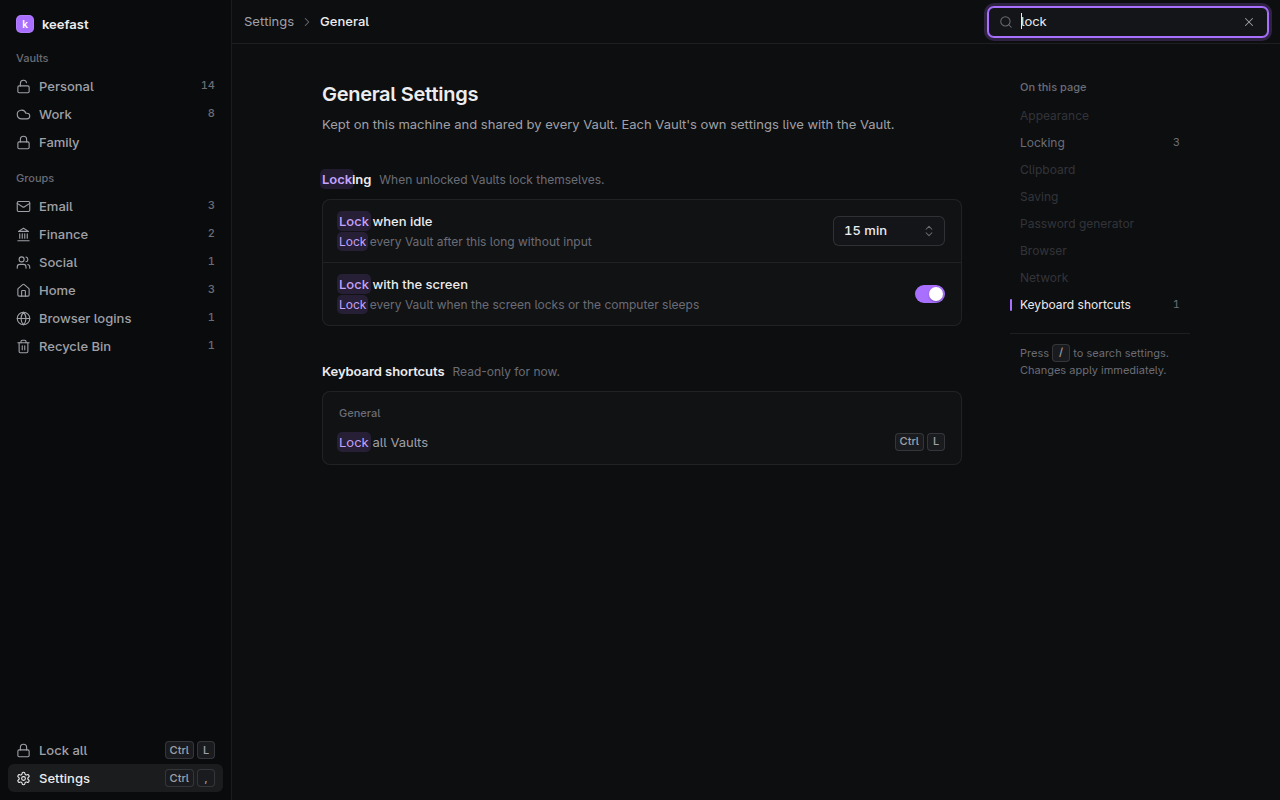 k keefast
Vaults
Personal 14
Work 8
Family
Groups
Email 3
Finance 2
Social 1
Home 3
Browser logins 1
Recycle Bin 1
Lock all Ctrl L
Settings Ctrl ,
Settings > General
lock
General Settings
Kept on this machine and shared by every Vault. Each Vault's own settings live with the Vault.
Locking When unlocked Vaults lock themselves.
Lock when idle
Lock every Vault after this long without input
15 min
Lock with the screen
Lock every Vault when the screen locks or the computer sleeps
Keyboard shortcuts Read-only for now.
General
Lock all Vaults Ctrl L
On this page
Appearance
Locking 3
Clipboard
Saving
Password generator
Browser
Network
Keyboard shortcuts 1
Press / to search settings.
Changes apply immediately.